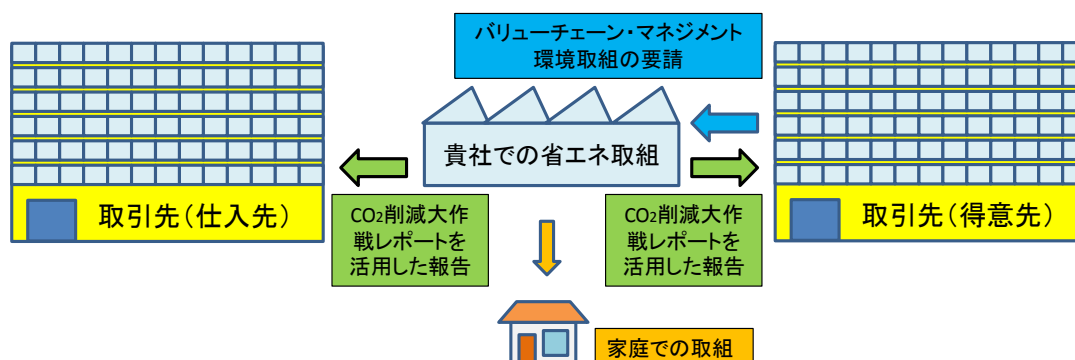 バリューチェーン・マネジメント
環境取組の要請
貴社での省エネ取組
取引先(仕入先)
CO2削減大作
戦レポートを
活用した報告
CO2削減大作
戦レポートを
活用した報告
取引先(得意先)
家庭での取組